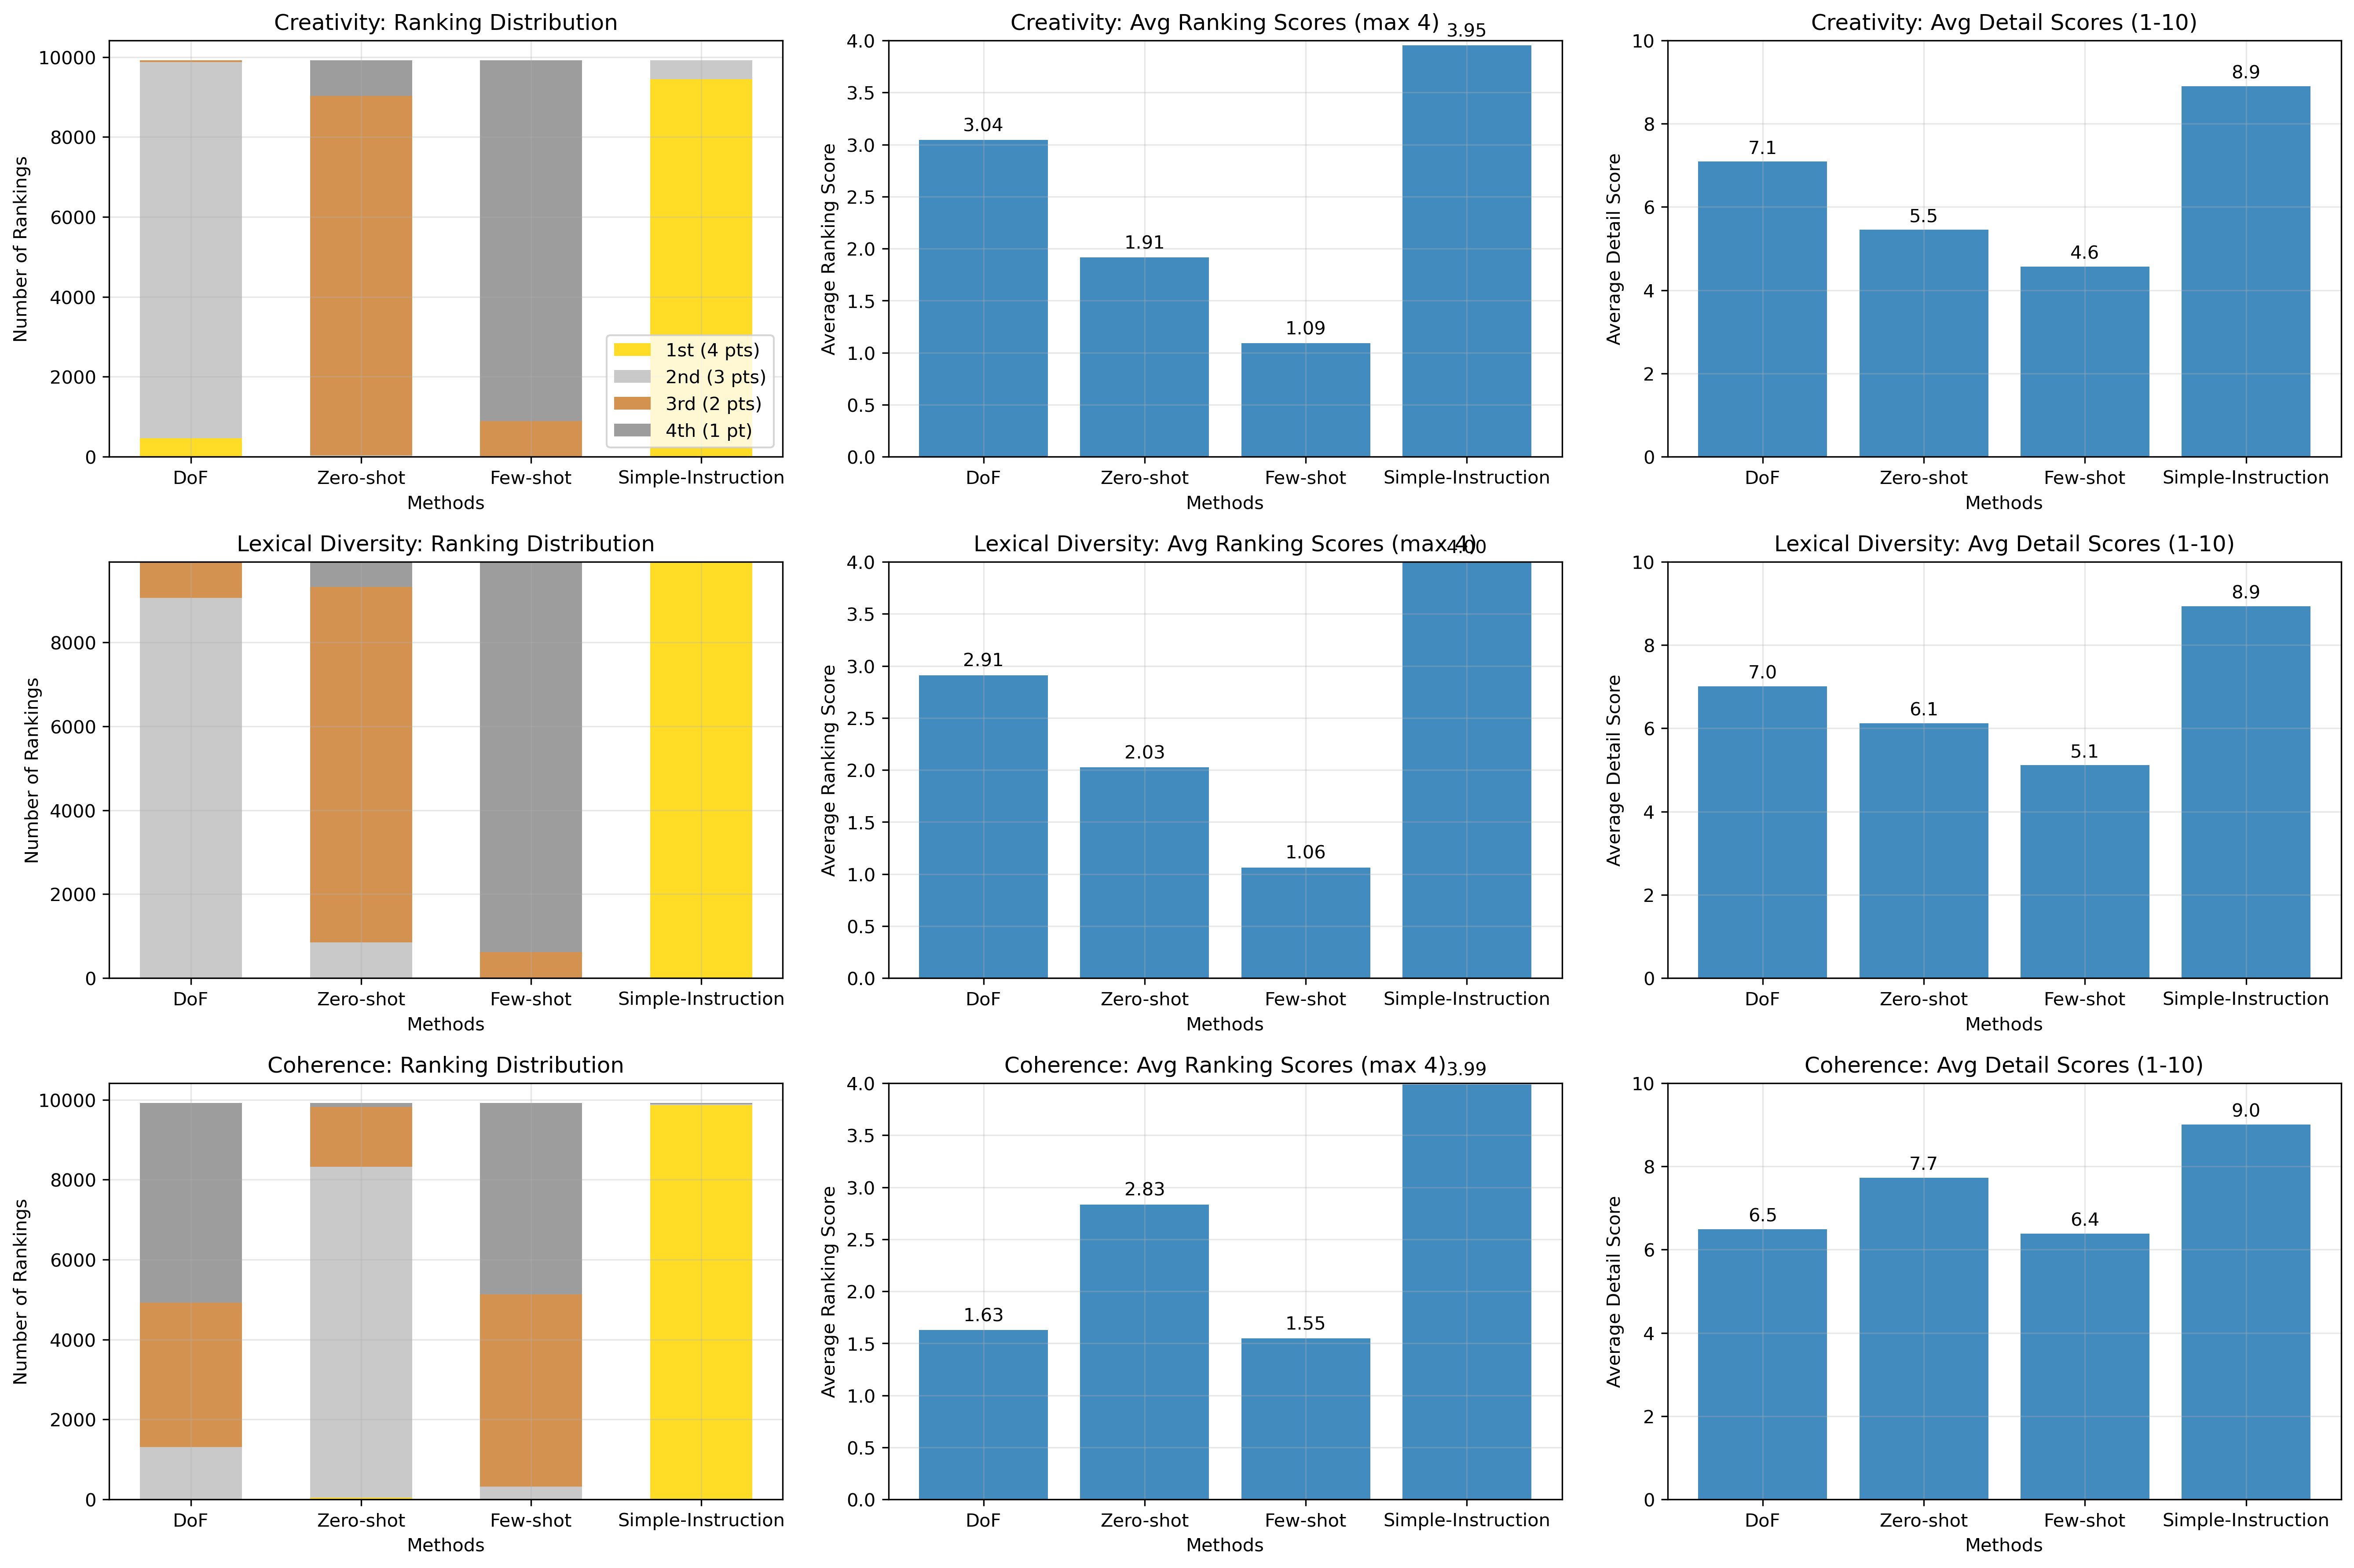 Creativity: Ranking Distribution
Number of Rankings
10000
8000
6000
4000
2000
0
1st (4 pts)
2nd (3 pts)
3rd (2 pts)
4th (1 pt)
DoF Zero-shot Few-shot Simple-Instruction
Methods
Creativity: Avg Ranking Scores (max 4)
3.95
Average Ranking Score
4.0
3.5
3.0
2.5
2.0
1.5
1.0
0.5
0.0
3.04
1.91
1.09
DoF Zero-shot Few-shot Simple-Instruction
Methods
Creativity: Avg Detail Scores (1-10)
Average Detail Score
10
8
6
4
2
0
7.1
5.5
4.6
8.9
DoF Zero-shot Few-shot Simple-Instruction
Methods
Lexical Diversity: Ranking Distribution
Number of Rankings
8000
6000
4000
2000
0
DoF Zero-shot Few-shot Simple-Instruction
Methods
Lexical Diversity: Avg Ranking Scores (max 4)
4.00
Average Ranking Score
4.0
3.5
3.0
2.5
2.0
1.5
1.0
0.5
0.0
2.91
2.03
1.06
DoF Zero-shot Few-shot Simple-Instruction
Methods
Lexical Diversity: Avg Detail Scores (1-10)
Average Detail Score
10
8
6
4
2
0
7.0
6.1
5.1
8.9
DoF Zero-shot Few-shot Simple-Instruction
Methods
Coherence: Ranking Distribution
Number of Rankings
10000
8000
6000
4000
2000
0
DoF Zero-shot Few-shot Simple-Instruction
Methods
Coherence: Avg Ranking Scores (max 4)
3.99
Average Ranking Score
4.0
3.5
3.0
2.5
2.0
1.5
1.0
0.5
0.0
1.63
2.83
1.55
DoF Zero-shot Few-shot Simple-Instruction
Methods
Coherence: Avg Detail Scores (1-10)
Average Detail Score
10
8
6
4
2
0
6.5
7.7
6.4
9.0
DoF Zero-shot Few-shot Simple-Instruction
Methods